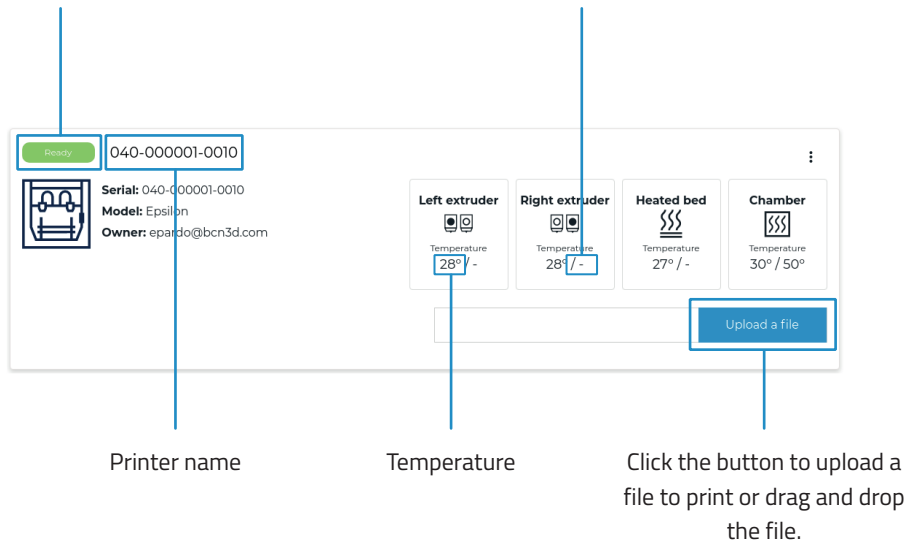 Ready
040-000001-0010
Serial: 040-000001-0010
Model: Epsilon
Owner: epardo@bcn3d.com
Left extruder
Temperature
28° / -
Right extruder
Temperature
28° / -
Heated bed
Temperature
27° / -
Chamber
Temperature
30° / 50°
Upload a file
Printer name
Temperature
Click the button to upload a
file to print or drag and drop
the file.